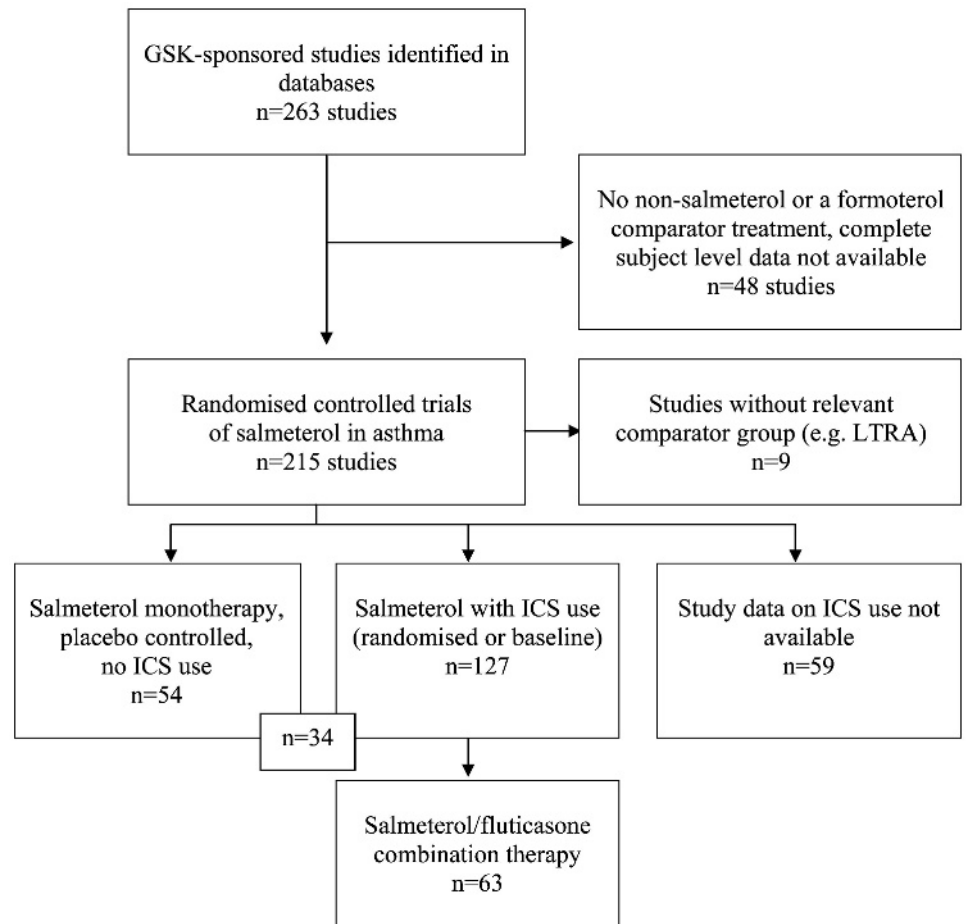 GSK-sponsored studies identified in
databases
n=263 studies
No non-salmeterol or a formoterol
comparator treatment, complete
subject level data not available
n=48 studies
Randomised controlled trials
of salmeterol in asthma
n=215 studies
Studies without relevant
comparator group (e.g. LTRA)
n=9
Salmeterol monotherapy,
placebo controlled,
no ICS use
n=54
n=34
Salmeterol with ICS use
(randomised or baseline)
n=127
Study data on ICS use not
available
n=59
Salmeterol/fluticasone
combination therapy
n=63